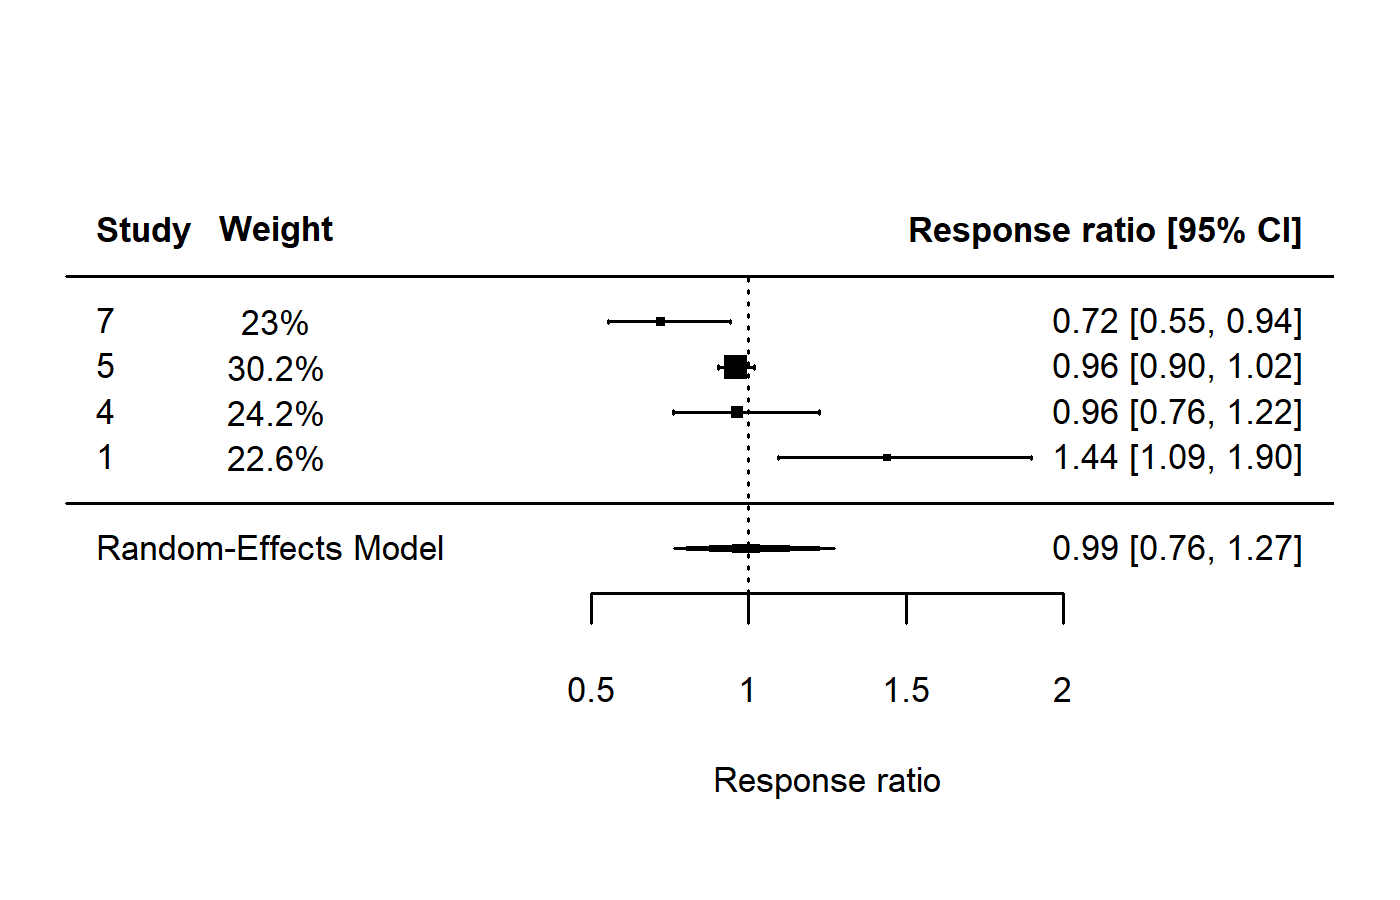 Study Weight Response ratio [95% CI]
7 23% 0.72 [0.55, 0.94]
5 30.2% 0.96 [0.90, 1.02]
4 24.2% 0.96 [0.76, 1.22]
1 22.6% 1.44 [1.09, 1.90]
Random-Effects Model 0.99 [0.76, 1.27]
0.5 1 1.5 2
Response ratio